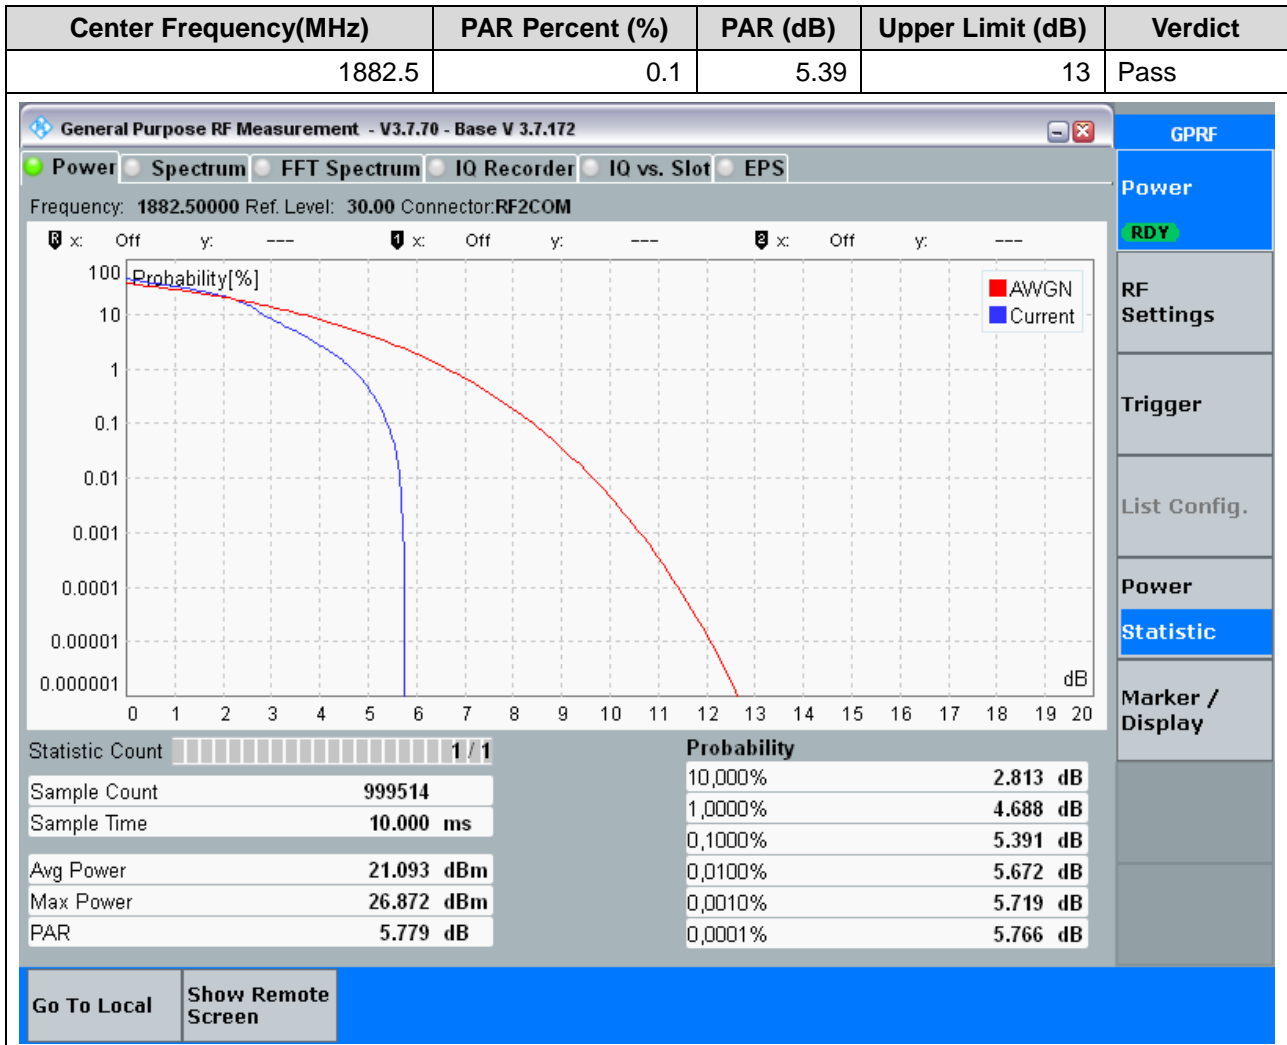 Center Frequency(MHz) PAR Percent (%) PAR (dB) Upper Limit (dB) Verdict
1882.5 0.1 5.39 13 Pass
General Purpose RF Measurement - V3.7.70 - Base V 3.7.172
GPRF
Power Spectrum FFT Spectrum IQ Recorder IQ vs. Slot EPS
Frequency: 1882.50000 Ref. Level: 30.00 Connector:RF2COM
R x: Off y: --- 1 x: Off y: --- 2 x: Off y: ---
Probability[%]
AWGN
Current
100
10
1
0.1
0.01
0.001
0.0001
0.00001
0.000001
dB
0 1 2 3 4 5 6 7 8 9 10 11 12 13 14 15 16 17 18 19 20
Statistic Count 1 / 1
Sample Count 999514
Sample Time 10.000 ms
Avg Power 21.093 dBm
Max Power 26.872 dBm
PAR 5.779 dB
Probability
10,000% 2.813 dB
1,0000% 4.688 dB
0,1000% 5.391 dB
0,0100% 5.672 dB
0,0010% 5.719 dB
0,0001% 5.766 dB
Power
RDY
RF
Settings
Trigger
List Config.
Power
Statistic
Marker /
Display
Go To Local
Show Remote
Screen